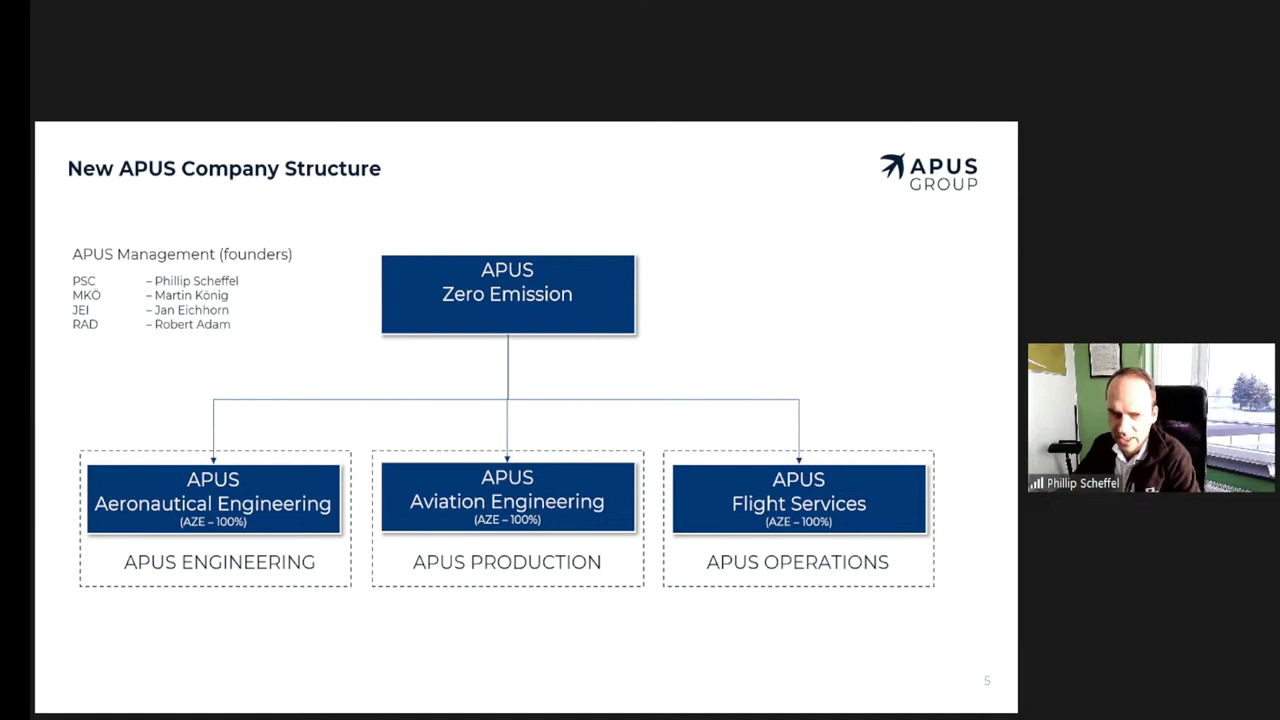 New APUS Company Structure
APUS
GROUP
APUS Management (founders)
PSC – Phillip Scheffel
MKÖ – Martin König
JEI – Jan Eichhorn
RAD – Robert Adam
APUS
Zero Emission
APUS
Aeronautical Engineering
(AZE – 100%)
APUS ENGINEERING
APUS
Aviation Engineering
(AZE – 100%)
APUS PRODUCTION
APUS
Flight Services
(AZE – 100%)
APUS OPERATIONS
Phillip Scheffel
5